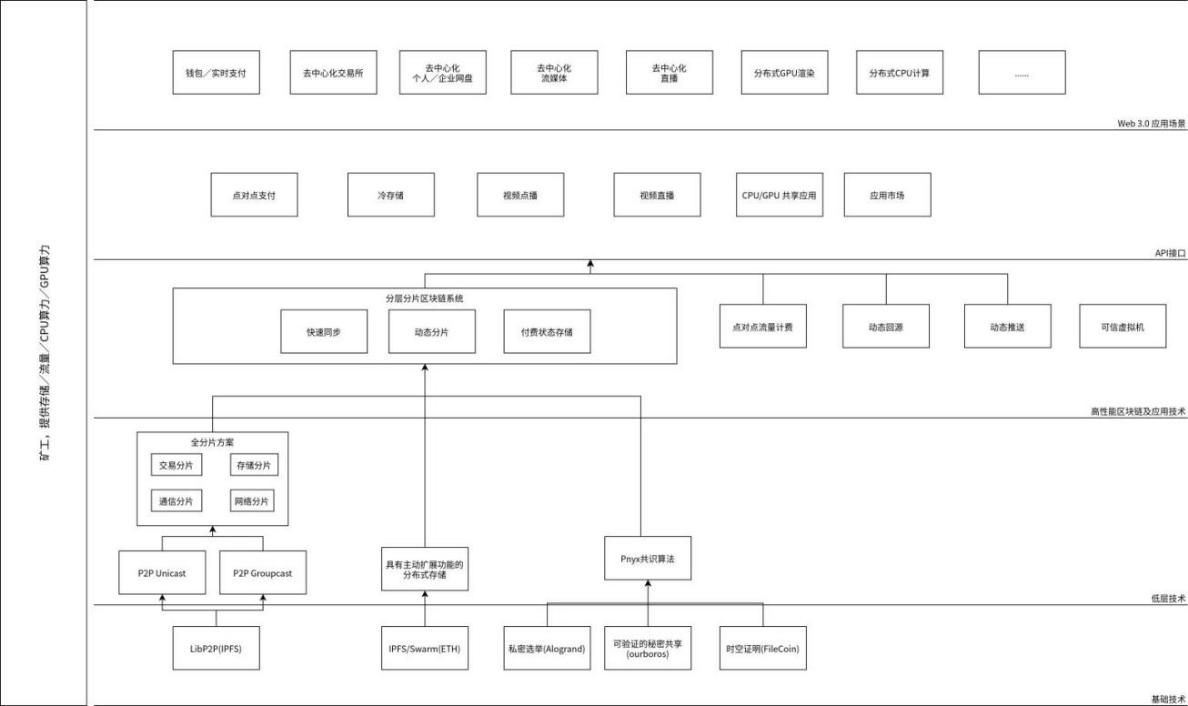 矿工，提供存储／流量／CPU算力／GPU算力
钱包／实时支付
去中心化交易所
去中心化
个人／企业网盘
去中心化
流媒体
去中心化
直播
分布式GPU渲染
分布式CPU计算
......
Web 3.0 应用场景
点对点支付
冷存储
视频点播
视频直播
CPU/GPU 共享应用
应用市场
API接口
分层分片区块链系统
快速同步
动态分片
付费状态存储
点对点流量计费
动态回源
动态推送
可信虚拟机
高性能区块链及应用技术
全分片方案
交易分片
存储分片
通信分片
网络分片
P2P Unicast
P2P Groupcast
具有主动扩展功能的
分布式存储
Pnyx共识算法
低层技术
LibP2P(IPFS)
IPFS/Swarm(ETH)
私密选举(Alogrand)
可验证的秘密共享
(ourboros)
时空证明(FileCoin)
基础技术